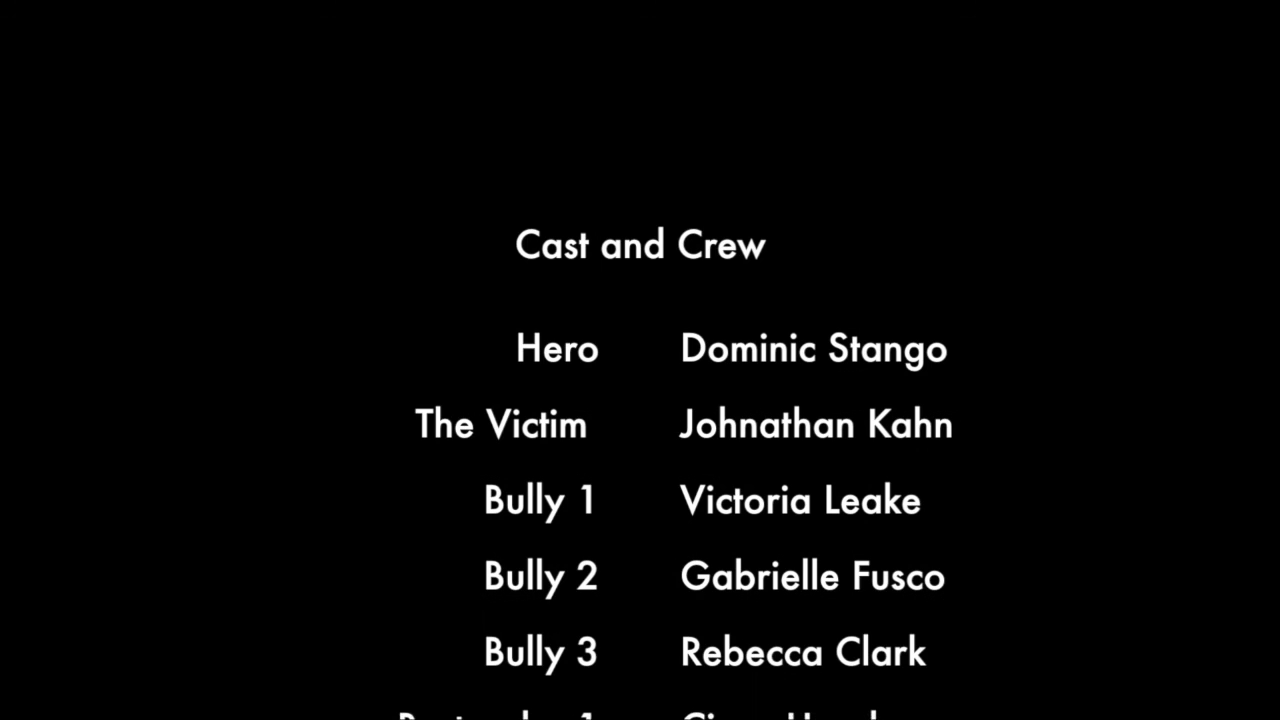 Cast and Crew
Hero Dominic Stango
The Victim Johnathan Kahn
Bully 1 Victoria Leake
Bully 2 Gabrielle Fusco
Bully 3 Rebecca Clark